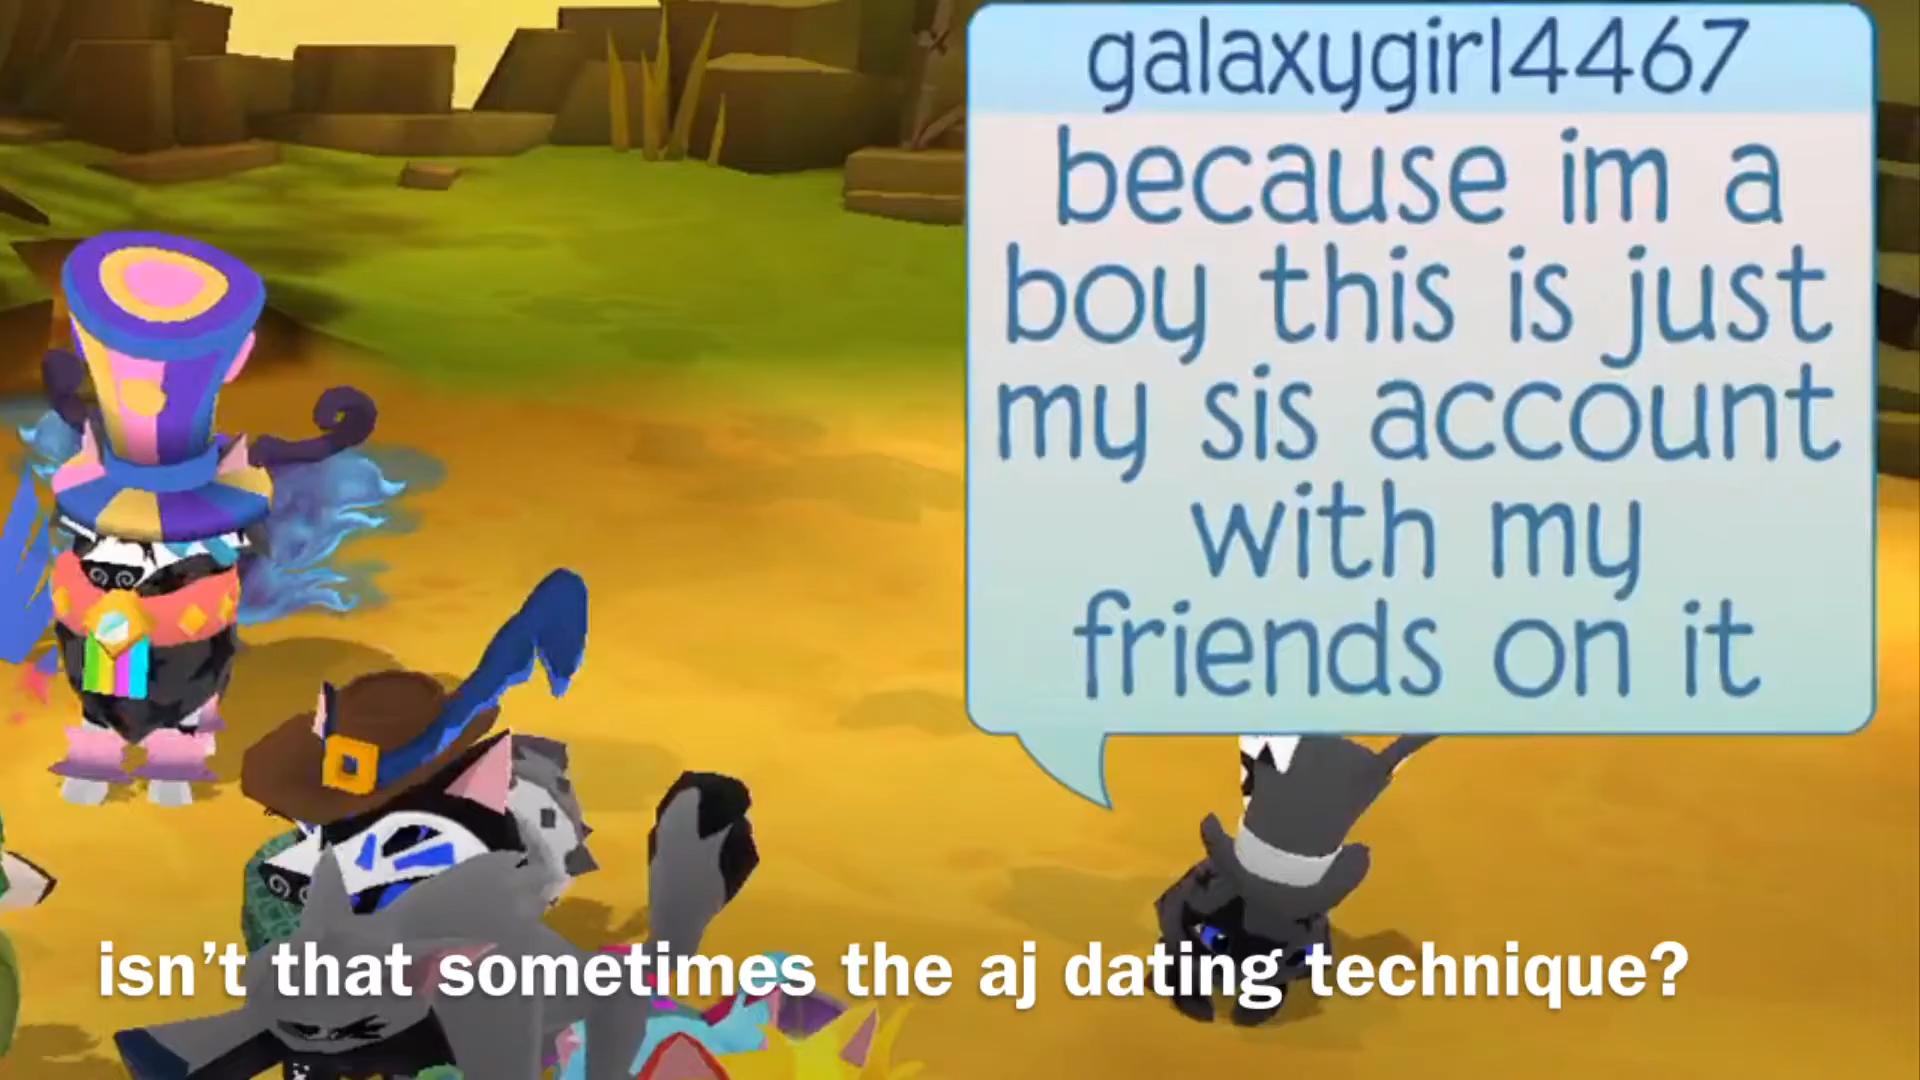 galaxygirl4467
because im a
boy this is just
my sis account
with my
friends on it
isn’t that sometimes the aj dating technique?